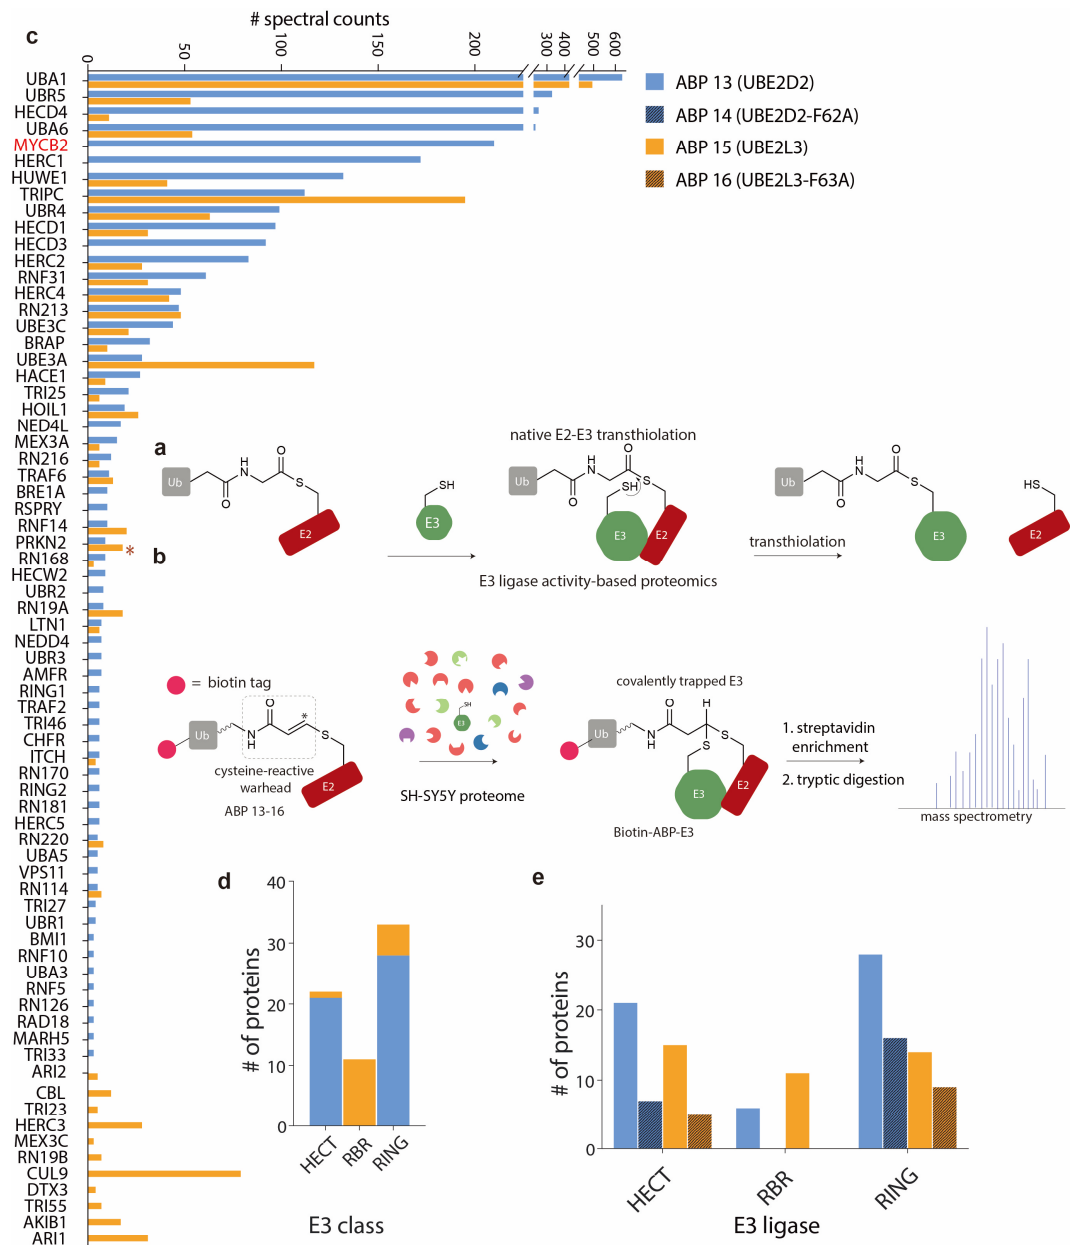 c
# spectral counts
0
50
100
150
200
300
400
500
600
UBA1
UBR5
HECD4
UBA6
MYCB2
HERC1
HUWE1
TRIPC
UBR4
HECD1
HECD3
HERC2
RNF31
HERC4
RN213
UBE3C
BRAP
UBE3A
HACE1
TRI25
HOIL1
NED4L
MEX3A
RN216
TRAF6
BRE1A
RSPRY
RNF14
PRKN2
*
RN168
HECW2
UBR2
RN19A
LTN1
NEDD4
UBR3
AMFR
RING1
TRAF2
TRI46
CHFR
ITCH
RN170
RING2
RN181
HERC5
RN220
UBA5
VPS11
RN114
TRI27
UBR1
BMI1
RNF10
UBA3
RNF5
RN126
RAD18
MARH5
TRI33
ARI2
CBL
TRI23
HERC3
MEX3C
RN19B
CUL9
DTX3
TRI55
AKIB1
ARI1
ABP 13 (UBE2D2)
ABP 14 (UBE2D2-F62A)
ABP 15 (UBE2L3)
ABP 16 (UBE2L3-F63A)
a
Ub
O
H
N
O
S
E2
SH
E3
native E2-E3 transthiolation
Ub
O
H
N
O
SH
S
E3
E2
E3 ligase activity-based proteomics
transthiolation
Ub
O
H
N
O
S
E3
HS
E2
b
= biotin tag
Ub
N
H
O
*
S
E2
cysteine-reactive
warhead
ABP 13-16
SH
E3
SH-SY5Y proteome
covalently trapped E3
Ub
N
H
O
H
S
S
E3
E2
Biotin-ABP-E3
1. streptavidin
enrichment
2. tryptic digestion
mass spectrometry
d
# of proteins
40
30
20
10
0
HECT
RBR
RING
E3 class
e
# of proteins
30
20
10
0
HECT
RBR
RING
E3 ligase